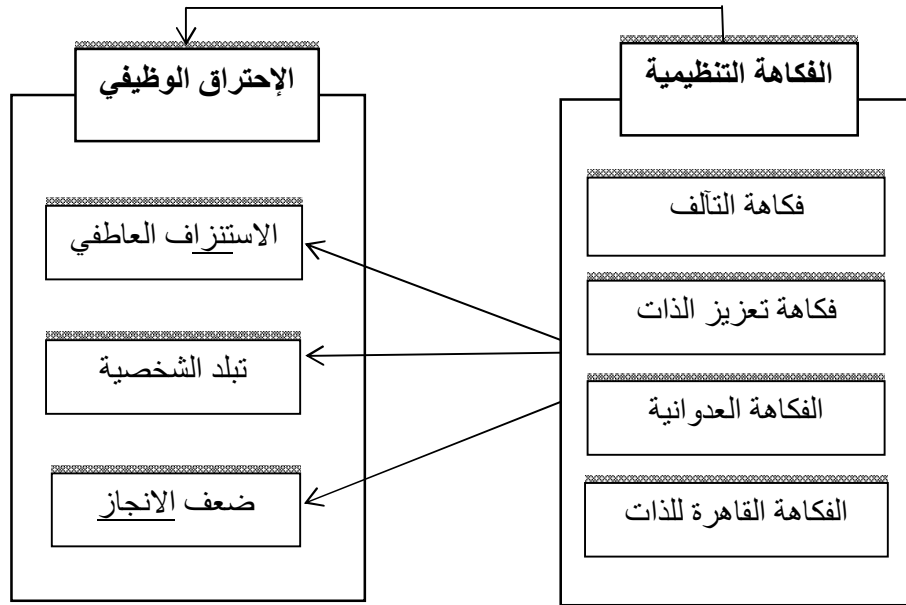 الفكاهة التنظيمية
فكاهة التآلف
فكاهة تعزيز الذات
الفكاهة العدوانية
الفكاهة القاهرة للذات
الإحتراق الوظيفي
الاستنزاف العاطفي
تبلد الشخصية
ضعف الانجاز